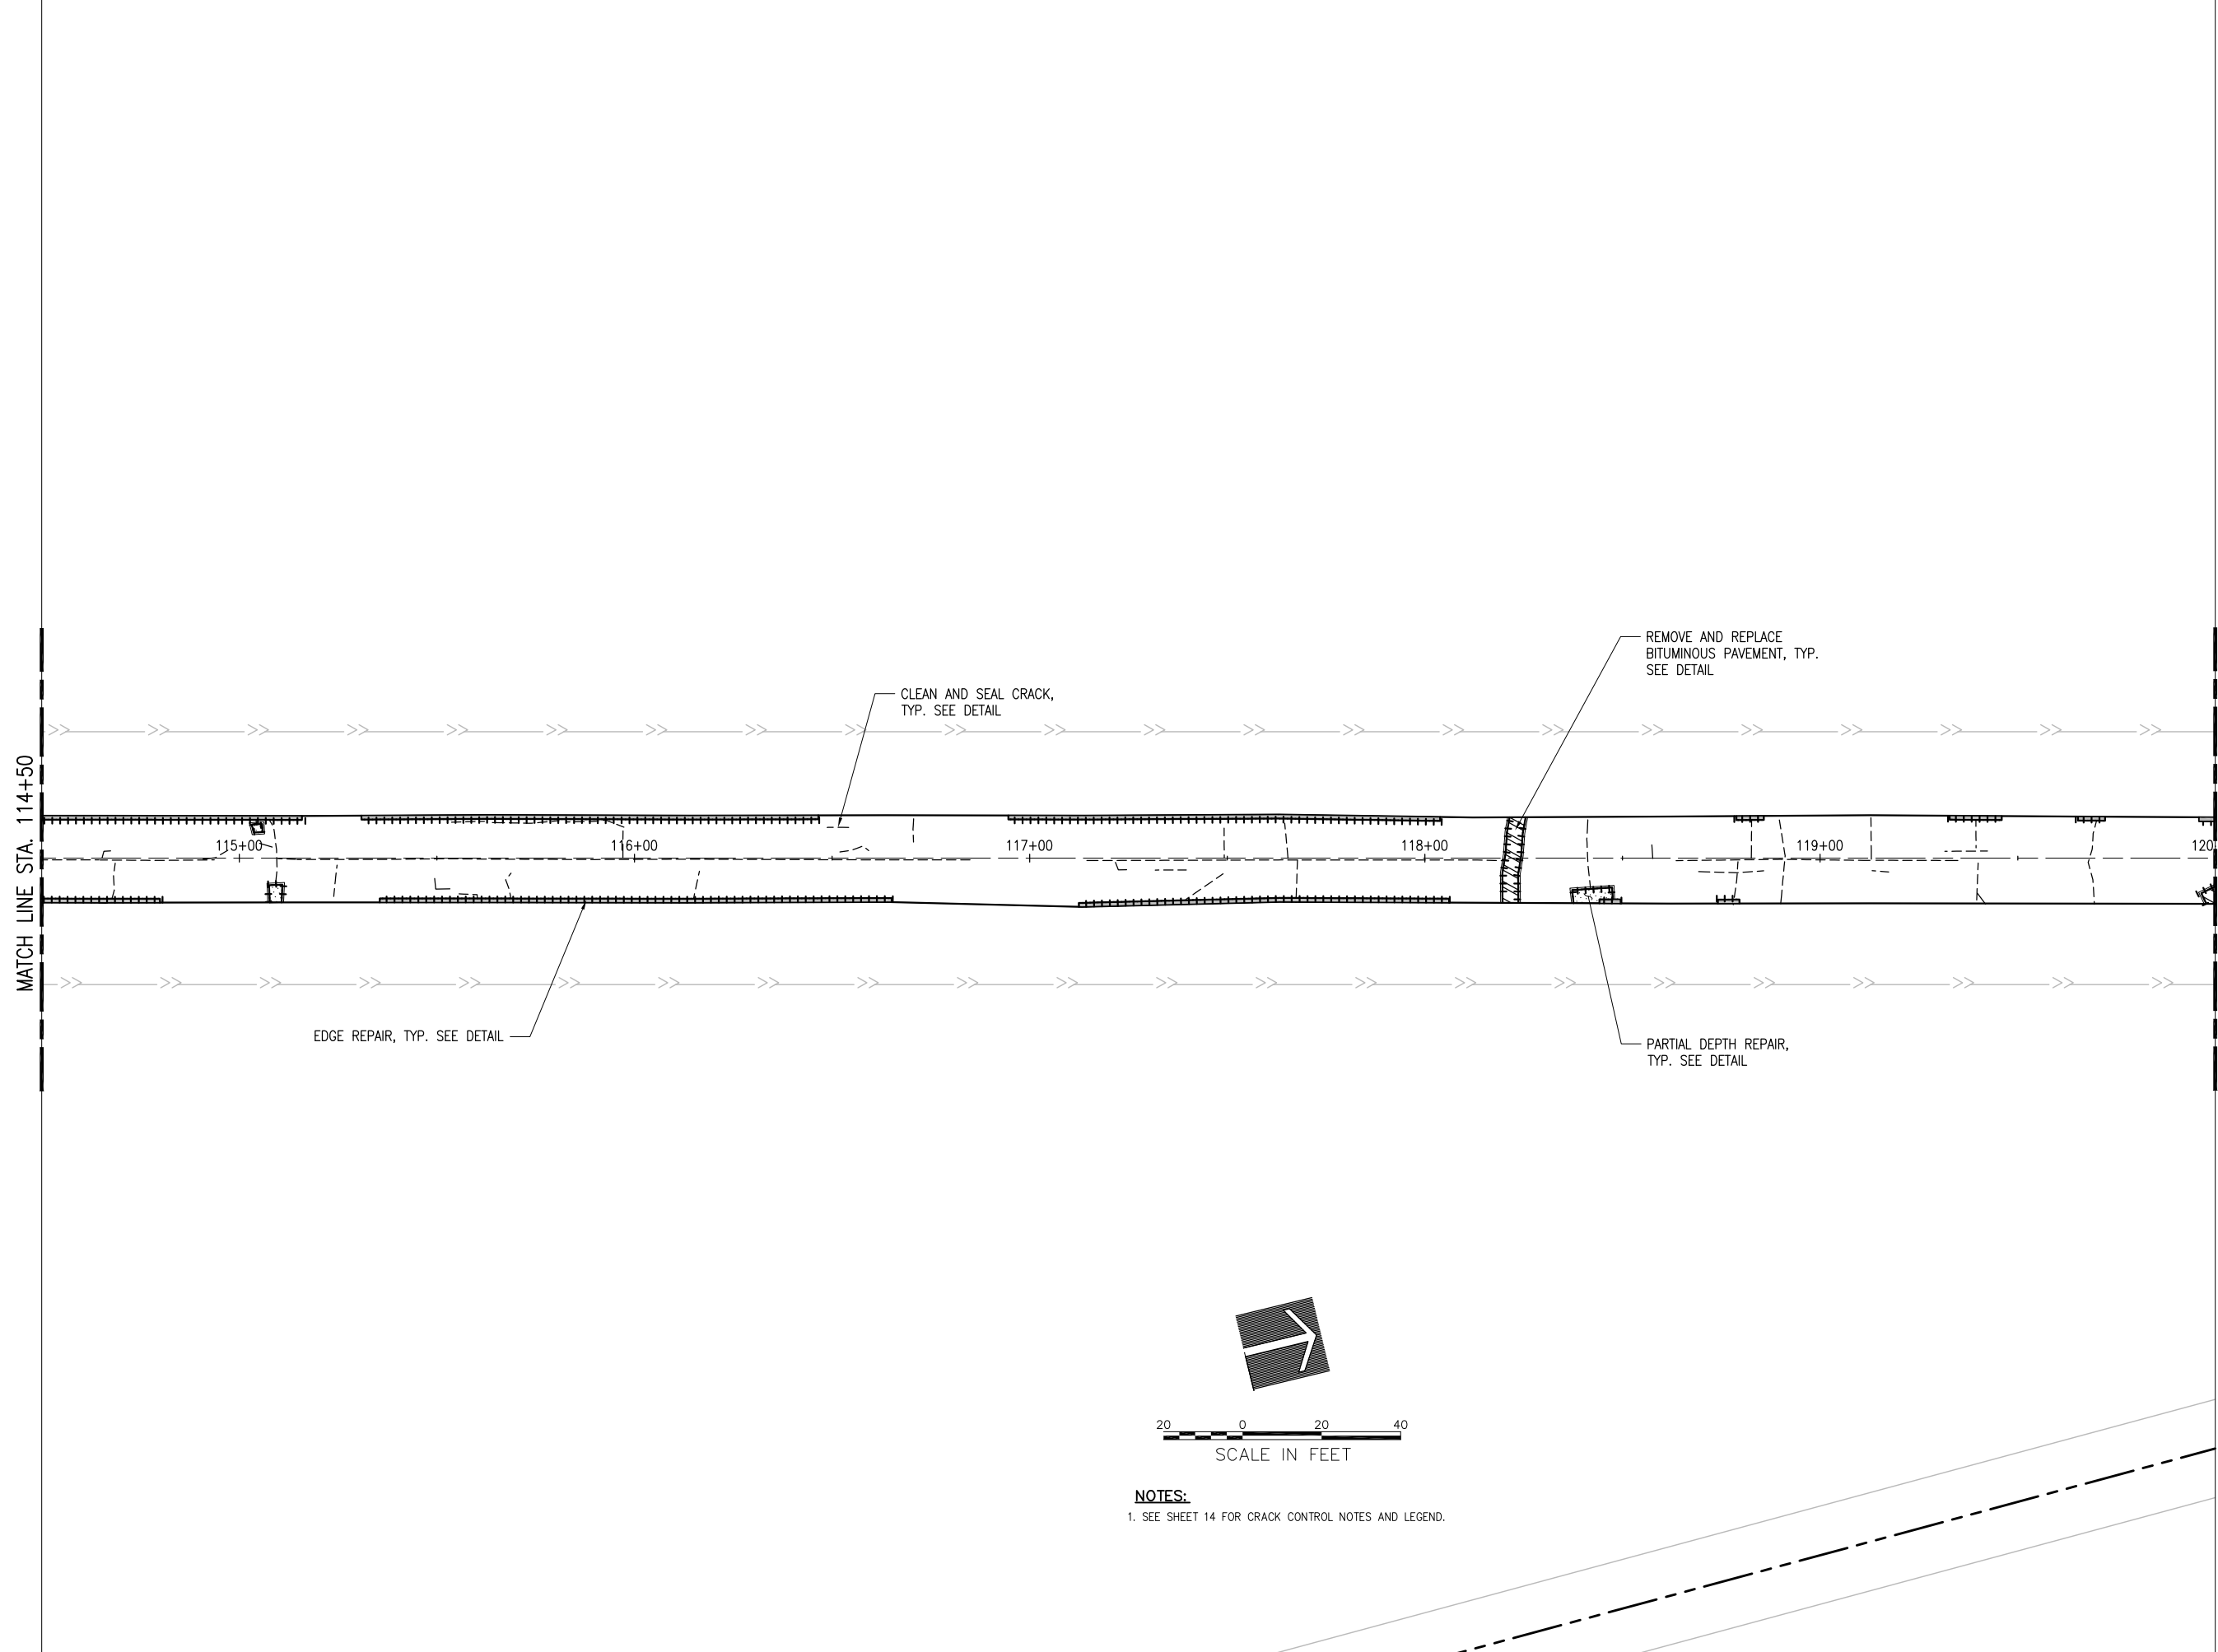 REMOVE AND REPLACE
BITUMINOUS PAVEMENT, TYP.
SEE DETAIL
CLEAN AND SEAL CRACK,
TYP. SEE DETAIL
MATCH LINE STA. 114+50
115+00
116+00
117+00
118+00
119+00
120
EDGE REPAIR, TYP. SEE DETAIL
PARTIAL DEPTH REPAIR,
TYP. SEE DETAIL
20 0 20 40
SCALE IN FEET
NOTES:
1. SEE SHEET 14 FOR CRACK CONTROL NOTES AND LEGEND.